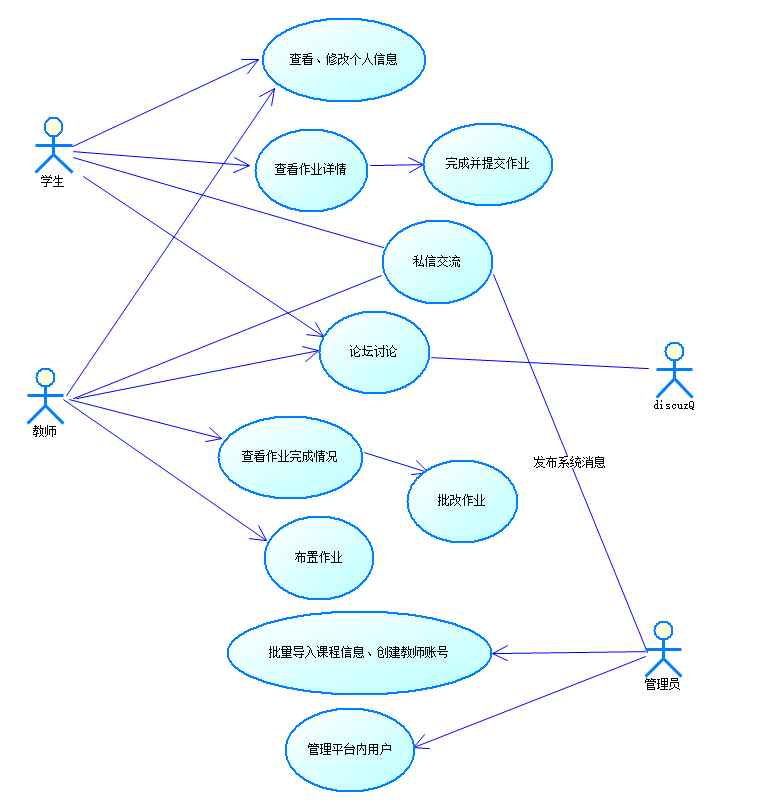 查看、修改个人信息
学生
查看作业详情
完成并提交作业
私信交流
论坛讨论
discuzQ
教师
查看作业完成情况
发布系统消息
批改作业
布置作业
批量导入课程信息、创建教师账号
管理员
管理平台内用户